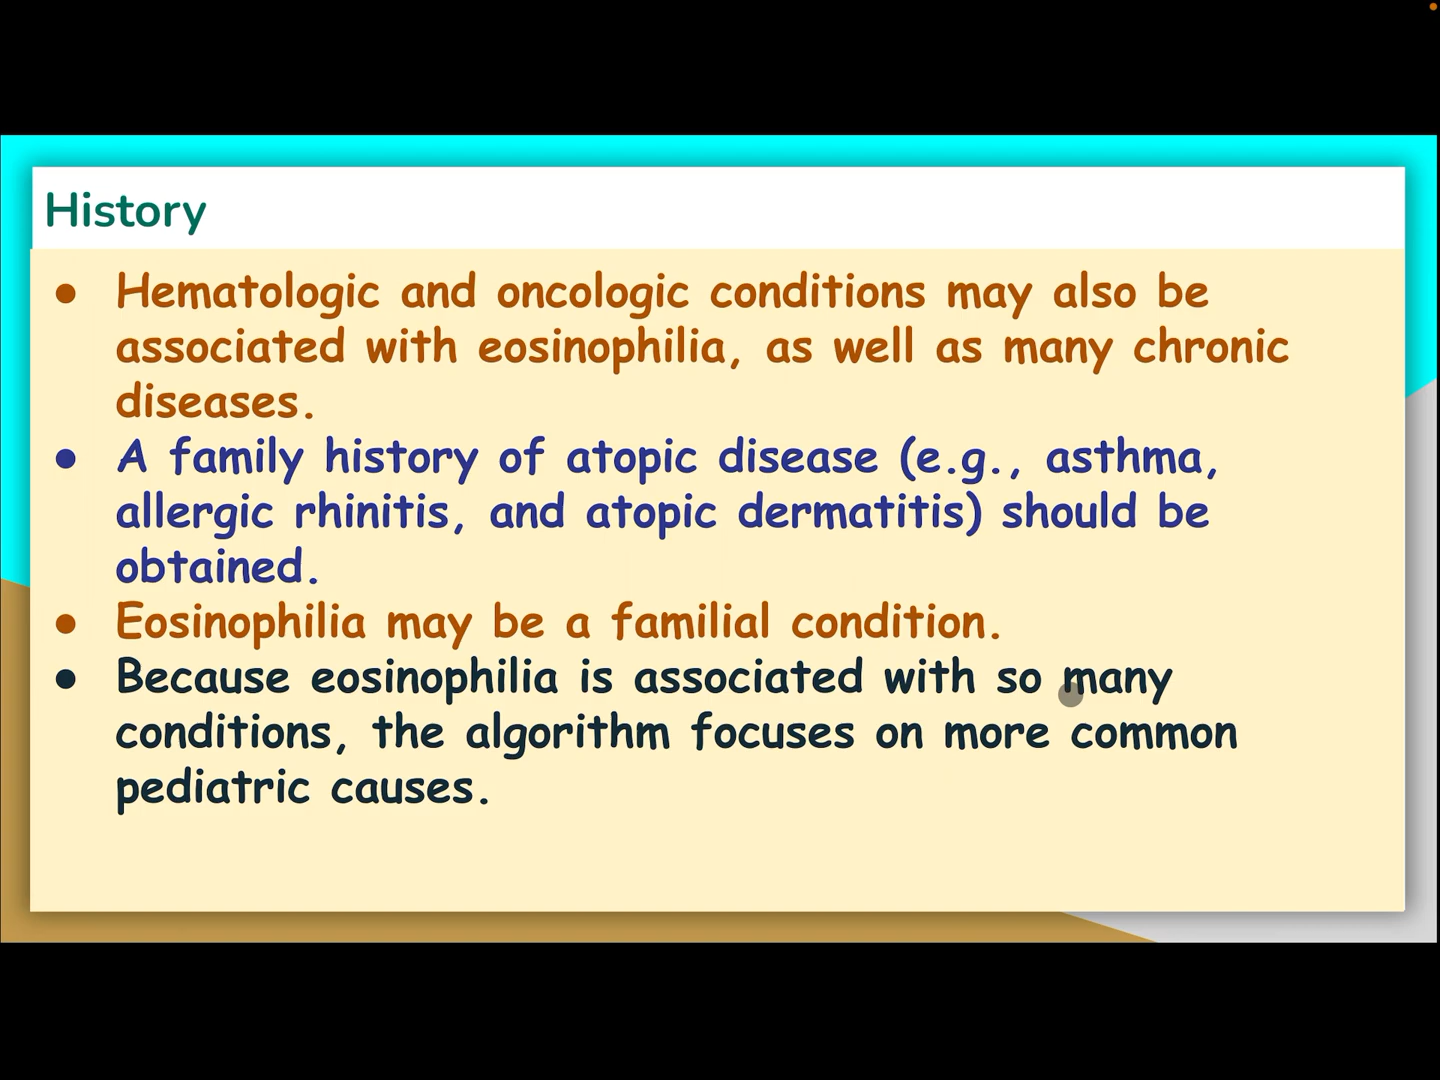 History
● Hematologic and oncologic conditions may also be
associated with eosinophilia, as well as many chronic
diseases.
● A family history of atopic disease (e.g., asthma,
allergic rhinitis, and atopic dermatitis) should be
obtained.
● Eosinophilia may be a familial condition.
● Because eosinophilia is associated with so many
conditions, the algorithm focuses on more common
pediatric causes.